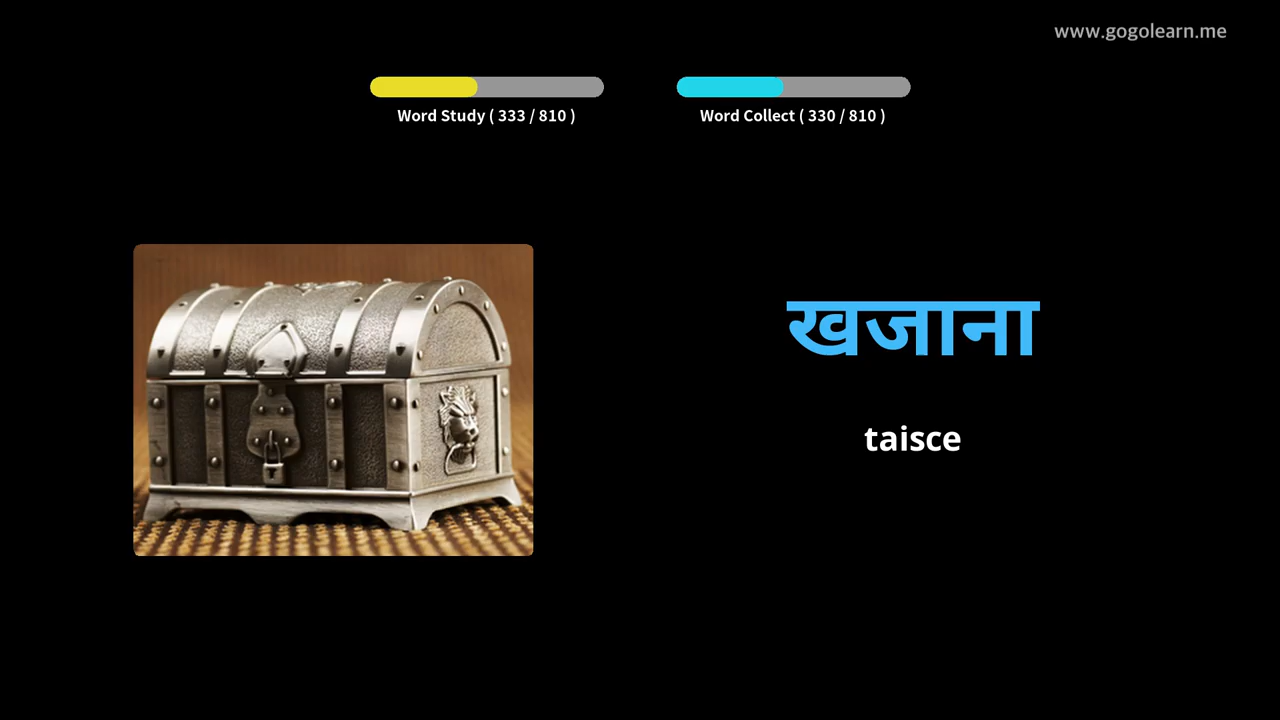 www.gogolearn.me
Word Study ( 333 / 810 )
Word Collect ( 330 / 810 )
खजाना
taisce